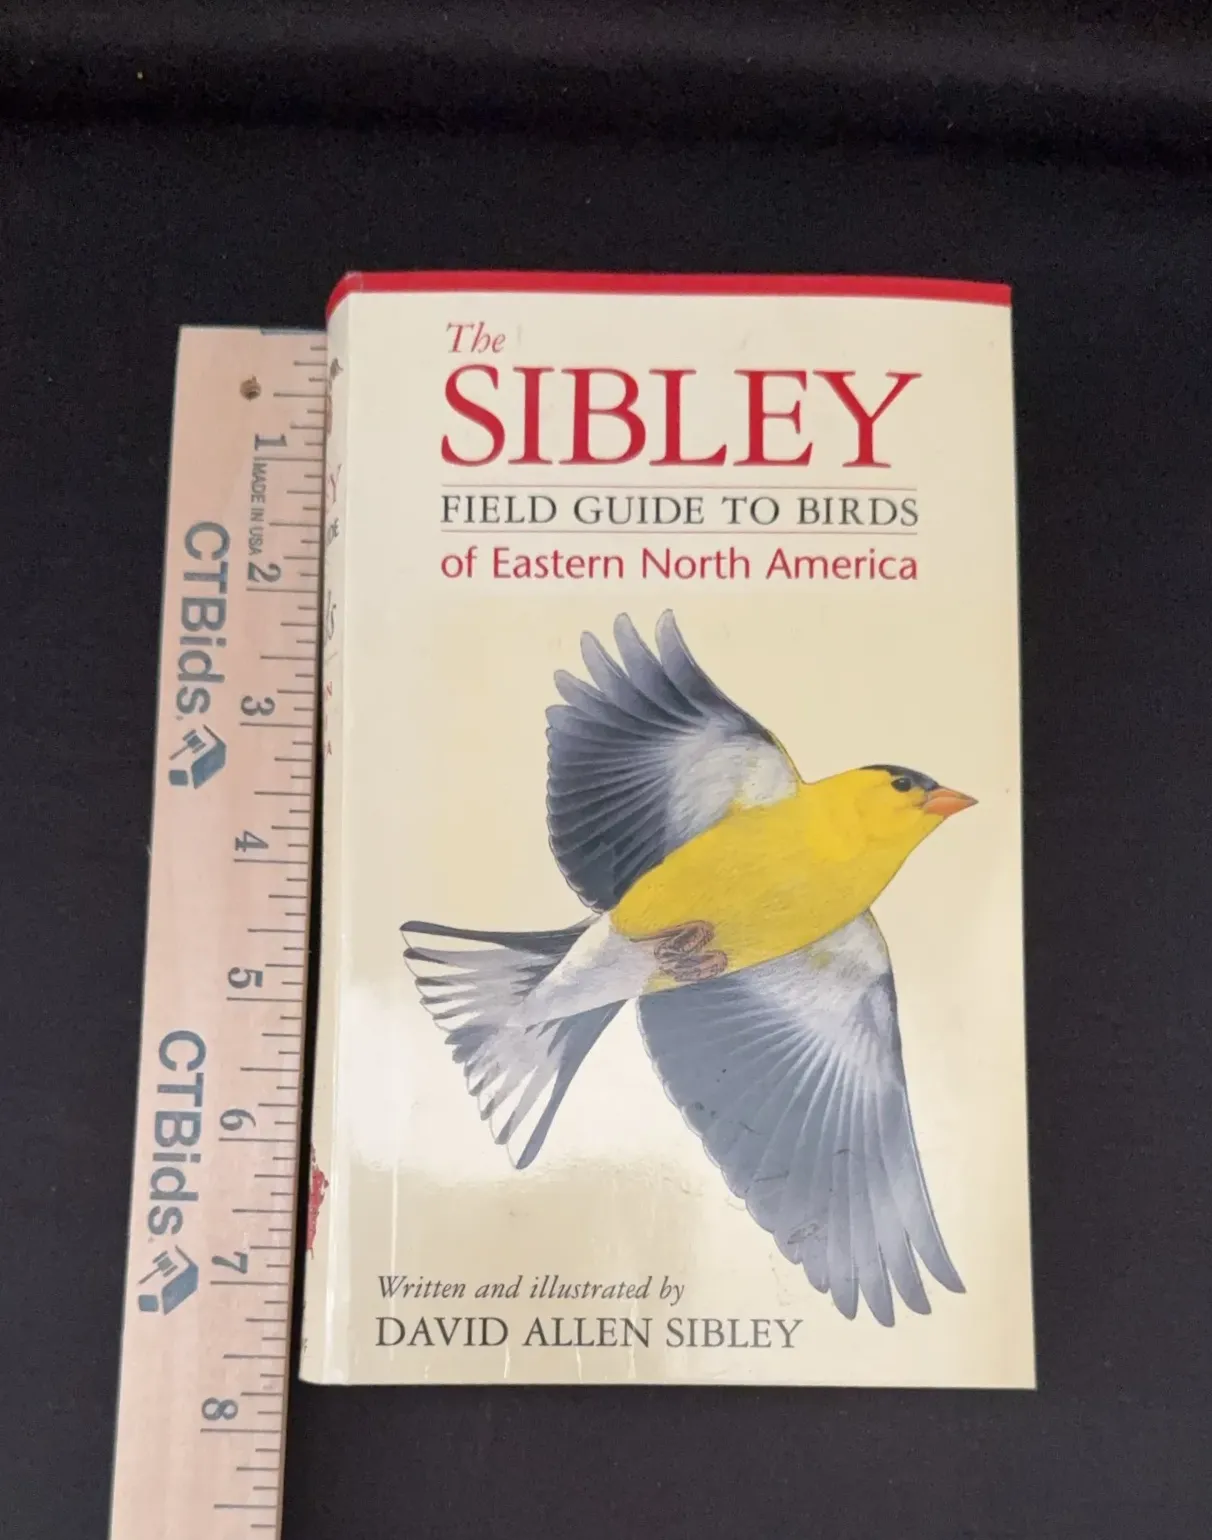 The
SIBLEY
FIELD GUIDE TO BIRDS
of Eastern North America
Written and illustrated by
DAVID ALLEN SIBLEY
1
MADE IN USA
2
CTBids
3
4
5
CTBids
6
7
8